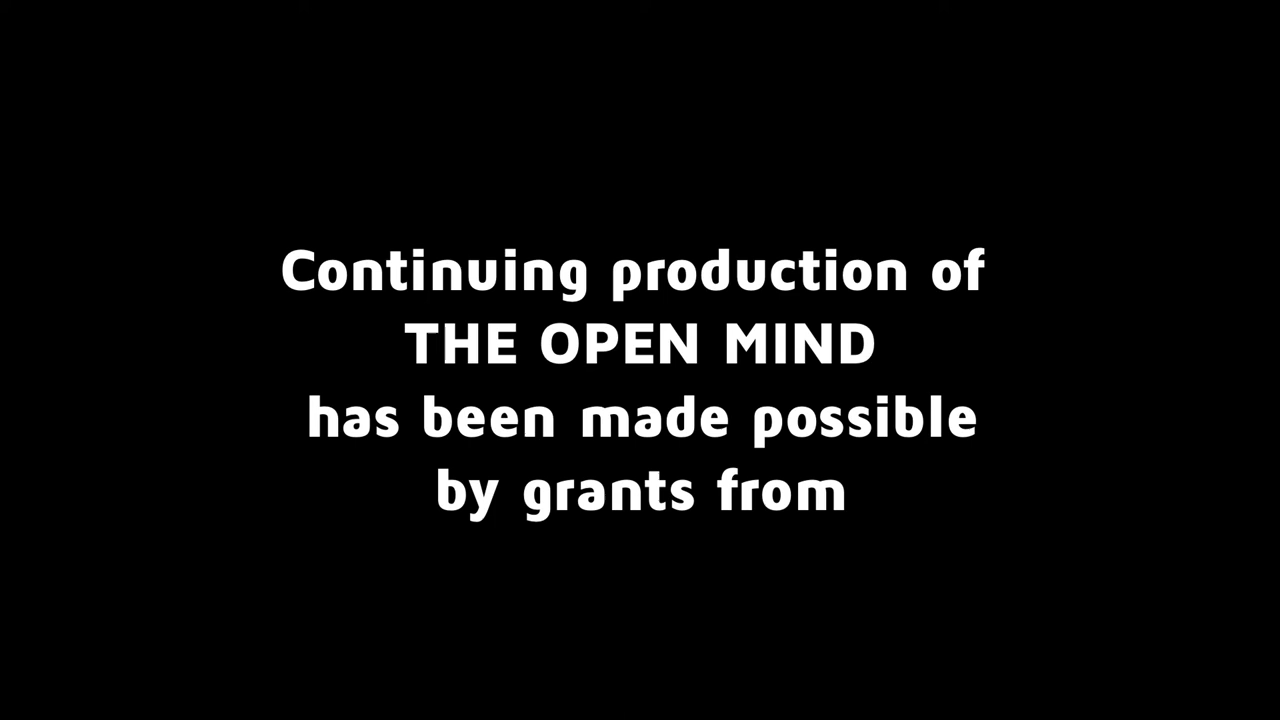 Continuing production of
THE OPEN MIND
has been made possible
by grants from